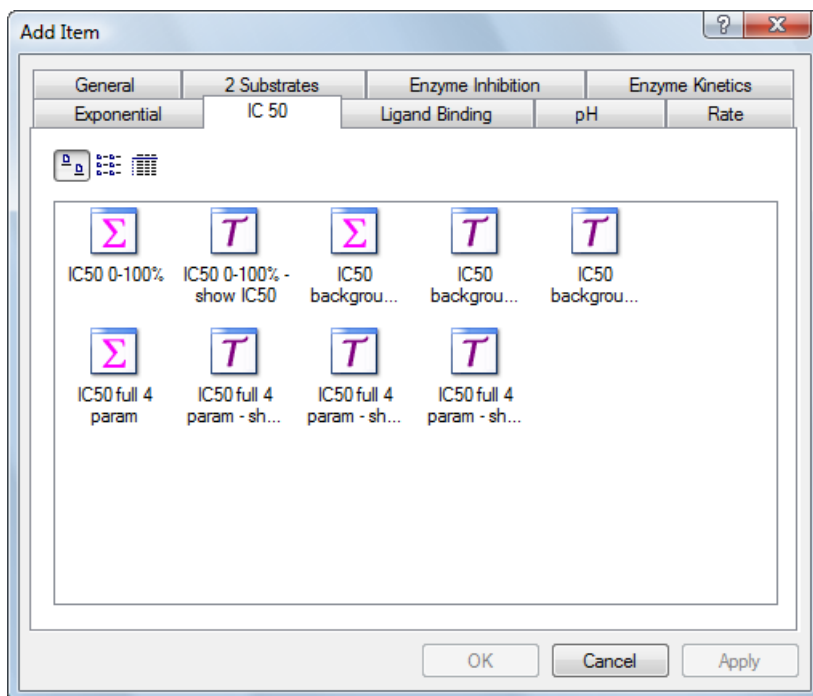 Add Item
General 2 Substrates Enzyme Inhibition Enzyme Kinetics
Exponential IC 50 Ligand Binding pH Rate
IC50 0-100% IC50 0-100% - IC50 IC50 IC50
show IC50 backgrou... backgrou... backgrou...
IC50 full 4 IC50 full 4 IC50 full 4 IC50 full 4
param param - sh... param - sh... param - sh...
OK Cancel Apply